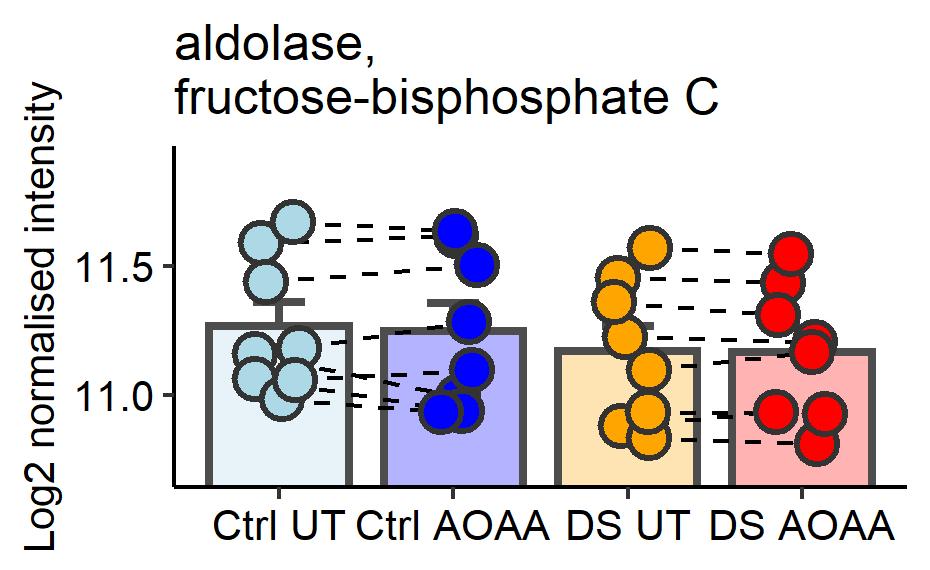 aldolase,
fructose-bisphosphate C
Log2 normalised intensity
11.5
11.0
Ctrl UT Ctrl AOAA DS UT DS AOAA